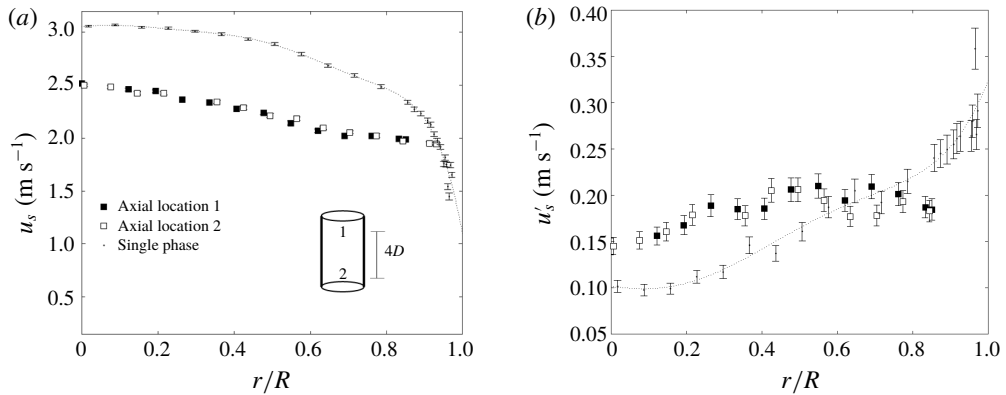 (a)
3.0
2.5
2.0
1.5
1.0
0.5
u_s (m s⁻¹)
Axial location 1
Axial location 2
Single phase
1
4D
2
0 0.2 0.4 0.6 0.8 1.0
r/R
(b)
0.40
0.35
0.30
0.25
0.20
0.15
0.10
0.05
u′_s (m s⁻¹)
0 0.2 0.4 0.6 0.8 1.0
r/R